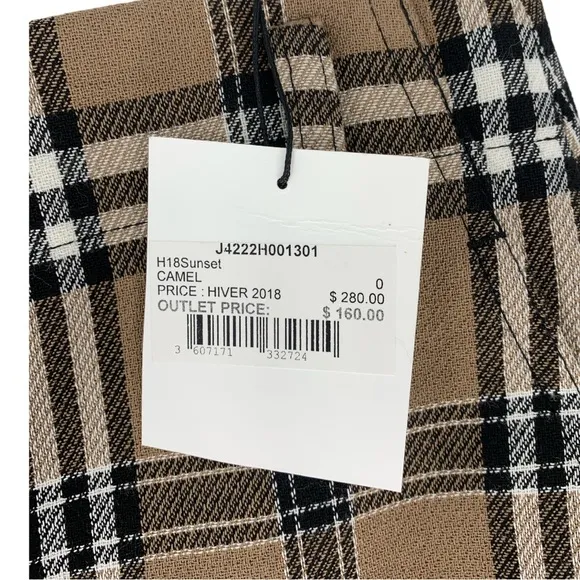 J4222H001301
H18Sunset
CAMEL 0
PRICE : HIVER 2018 $ 280.00
OUTLET PRICE: $ 160.00
3 607171 332724